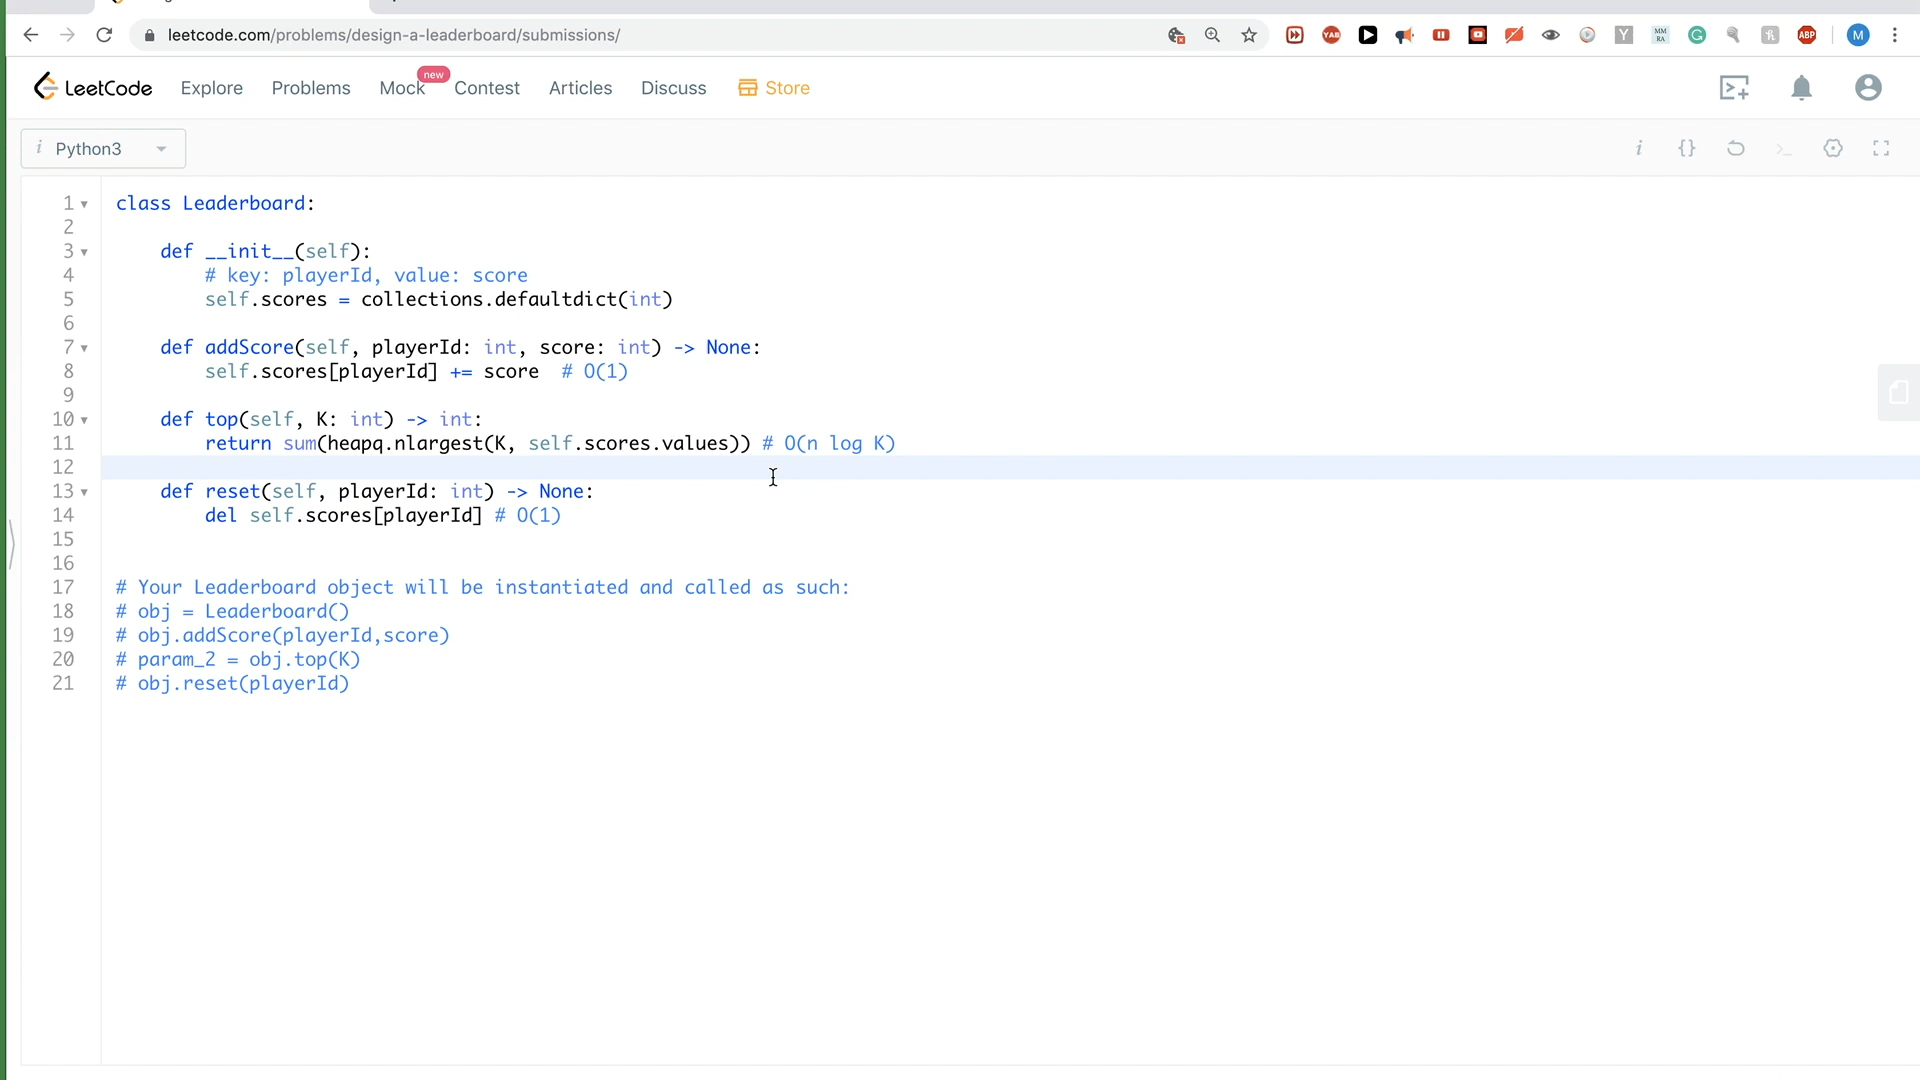 leetcode.com/problems/design-a-leaderboard/submissions/
YAB
Y
MM
RA
ABP
M
LeetCode Explore Problems Mock new Contest Articles Discuss Store
i Python3
i {} >_
1 class Leaderboard:
2
3 def __init__(self):
4 # key: playerId, value: score
5 self.scores = collections.defaultdict(int)
6
7 def addScore(self, playerId: int, score: int) -> None:
8 self.scores[playerId] += score # O(1)
9
10 def top(self, K: int) -> int:
11 return sum(heapq.nlargest(K, self.scores.values)) # O(n log K)
12
13 def reset(self, playerId: int) -> None:
14 del self.scores[playerId] # O(1)
15
16
17 # Your Leaderboard object will be instantiated and called as such:
18 # obj = Leaderboard()
19 # obj.addScore(playerId,score)
20 # param_2 = obj.top(K)
21 # obj.reset(playerId)